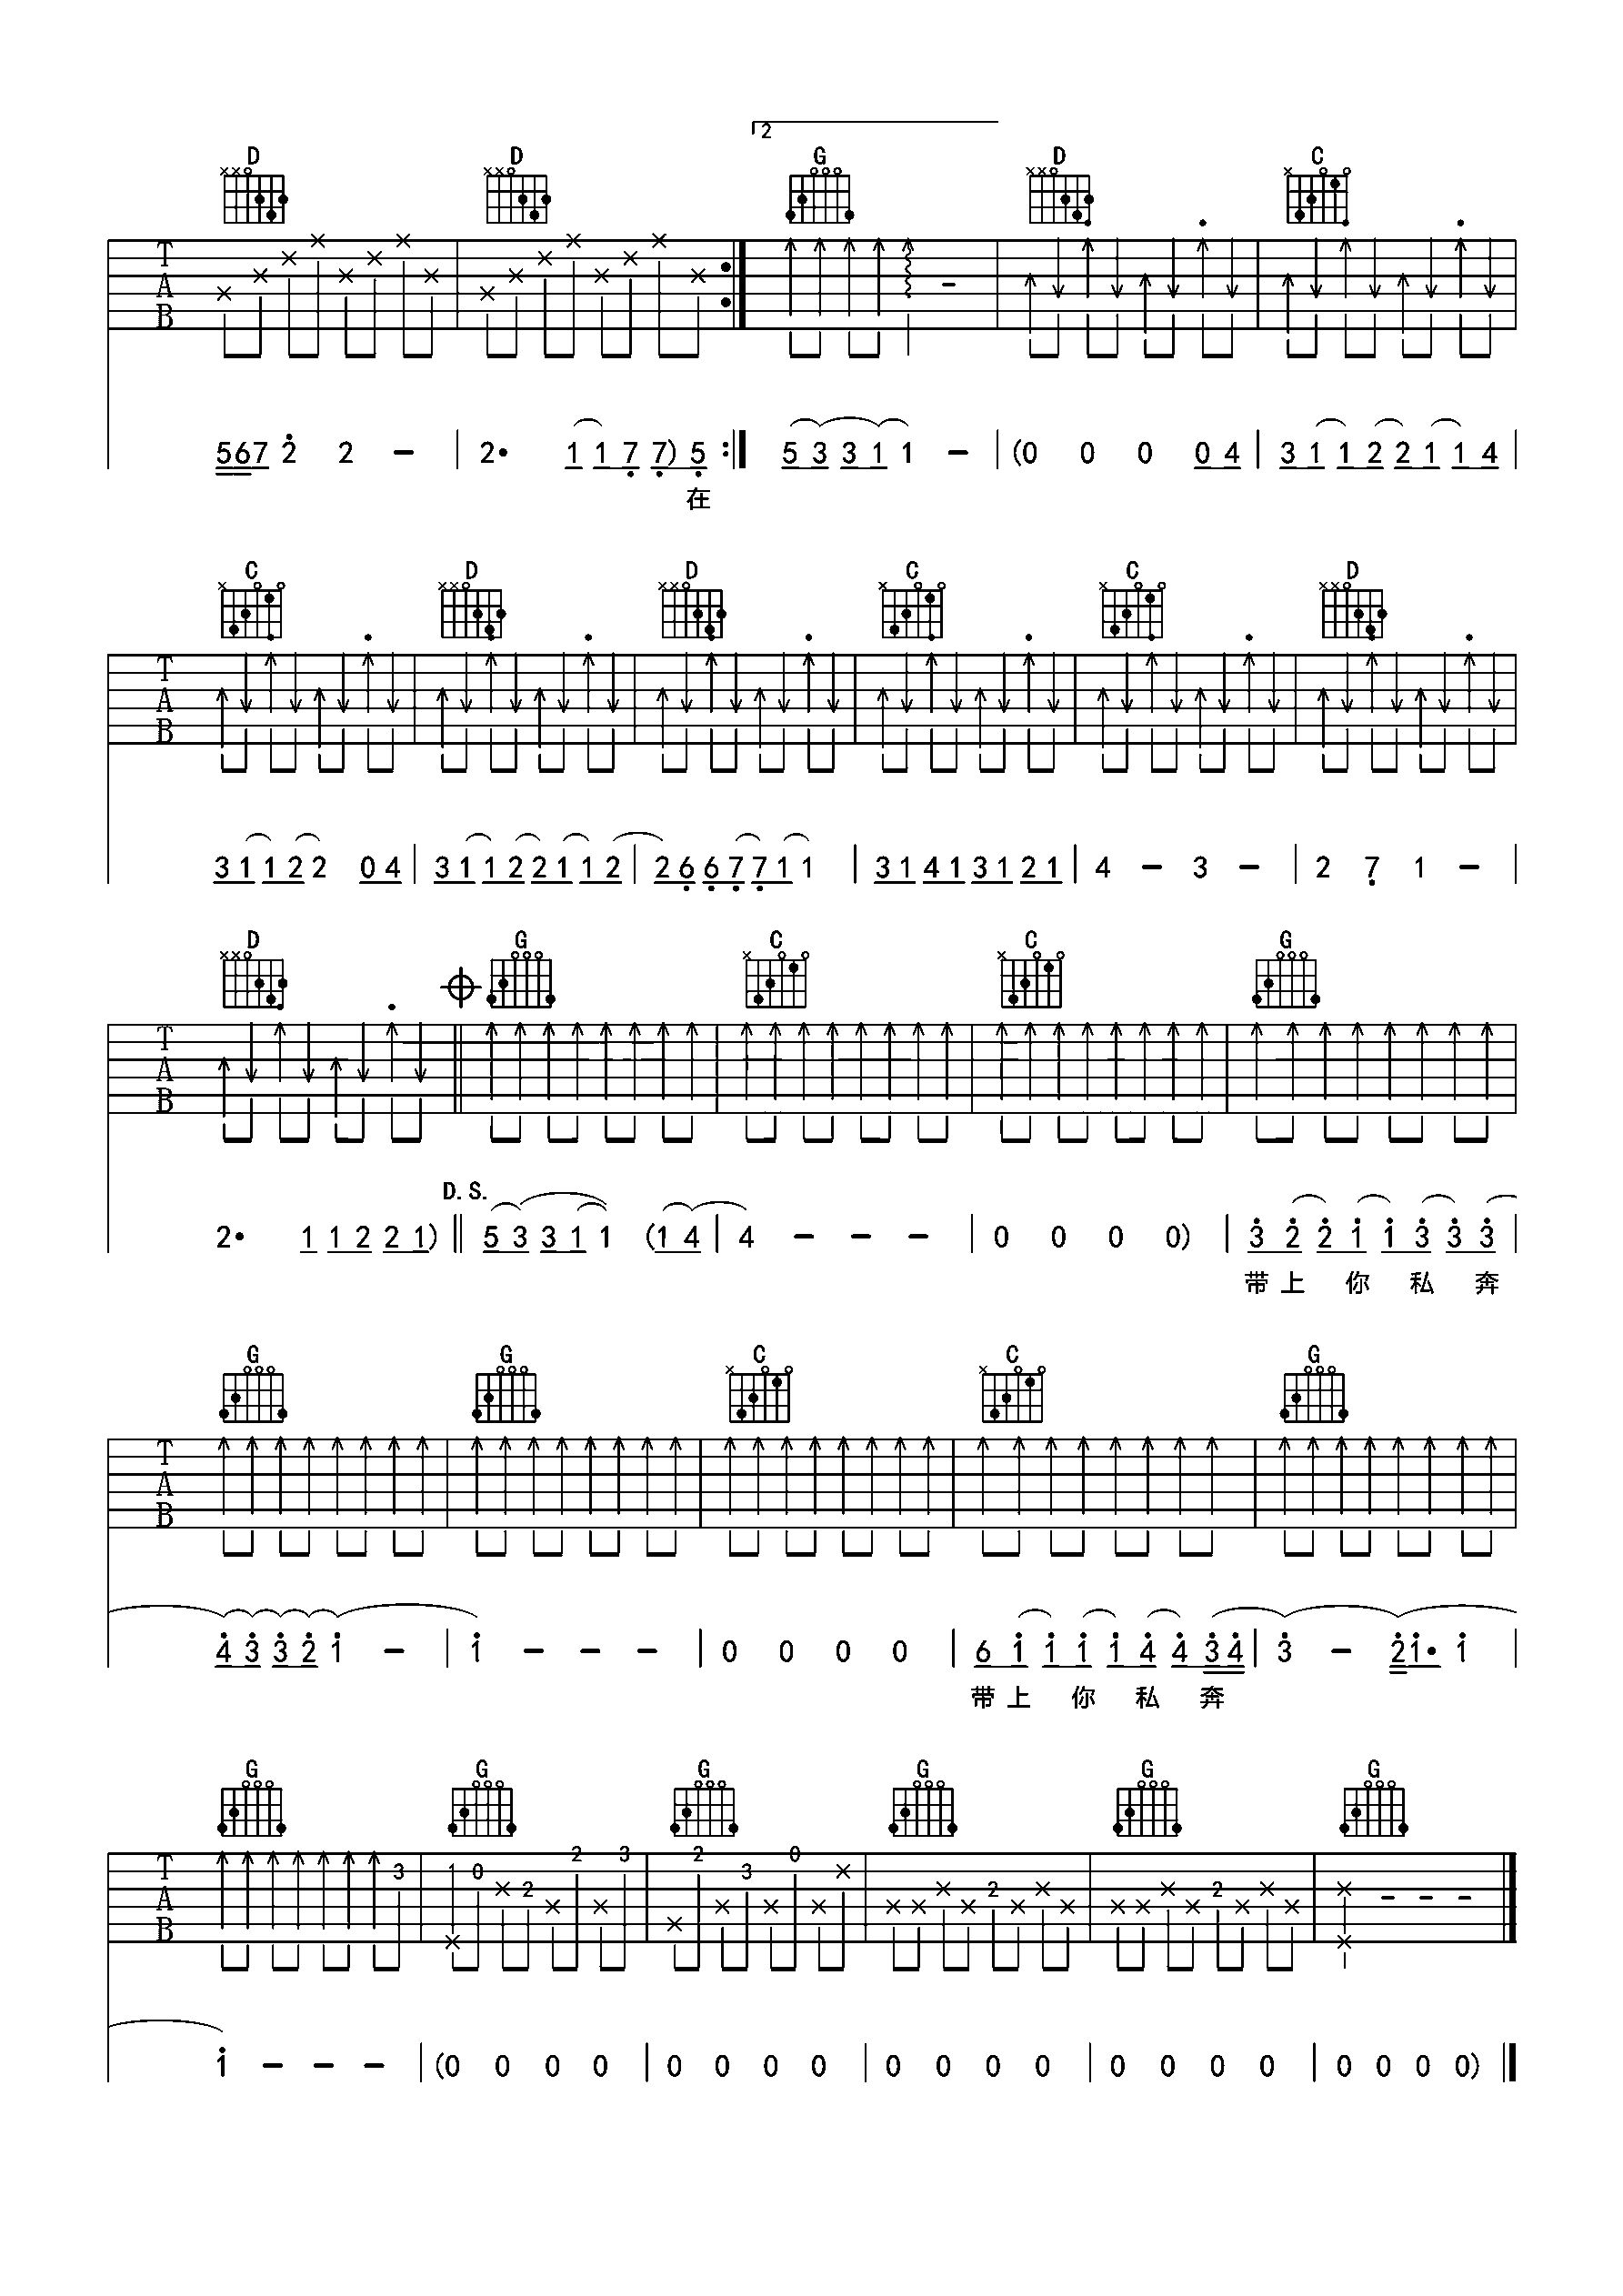 2
D D G D C
T A B
5 6 7 2̇ 2 - | 2· 1 1 7̣ 7̣) 5̣ :| 5 3 3 1 1 - | (0 0 0 0 4 | 3 1 1 2 2 1 1 4 |
在
C D D C C D
T A B
3 1 1 2 2 0 4 | 3 1 1 2 2 1 1 2 | 2 6̣ 6̣ 7̣ 7̣ 1 1 | 3 1 4 1 3 1 2 1 | 4 - 3 - | 2 7̣ 1 - |
D G C C G
T A B
D.S.
2· 1 1 2 2 1) || 5 3 3 1 1 (1 4 | 4 - - - | 0 0 0 0) | 3̇ 2̇ 2̇ 1̇ 1̇ 3̇ 3̇ 3̇ |
带 上 你 私 奔
G G C C G
T A B
4̇ 3̇ 3̇ 2̇ 1̇ - | 1̇ - - - | 0 0 0 0 | 6 1̇ 1̇ 1̇ 1̇ 4̇ 4̇ 3̇ 4̇ | 3̇ - 2̇ 1̇· 1̇ |
带 上 你 私 奔
G G G G G G
T A B
3 1 0 2 2 3 2 3 0 2 2
1̇ - - - | (0 0 0 0 | 0 0 0 0 | 0 0 0 0 | 0 0 0 0 | 0 0 0 0) |